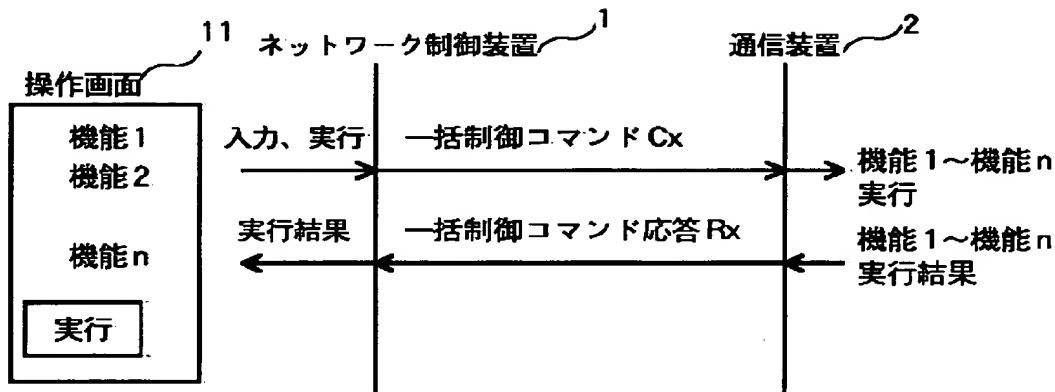 11
ネットワーク制御装置
1
通信装置
2
操作画面
機能1
機能2
機能n
実行
入力、実行
一括制御コマンドCx
機能1～機能n
実行
実行結果
一括制御コマンド応答Rx
機能1～機能n
実行結果